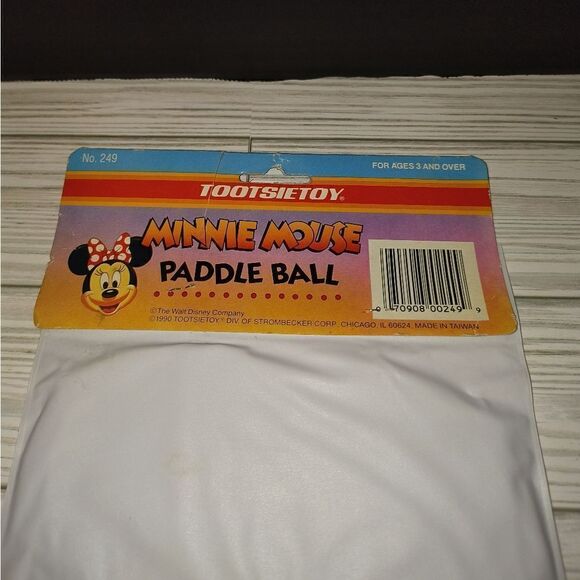 No. 249
FOR AGES 3 AND OVER
TOOTSIETOY®
MINNIE MOUSE
PADDLE BALL
©The Walt Disney Company
©1990 TOOTSIETOY® DIV. OF STROMBECKER CORP. CHICAGO, IL 60624, MADE IN TAIWAN
0 70908 00249 9